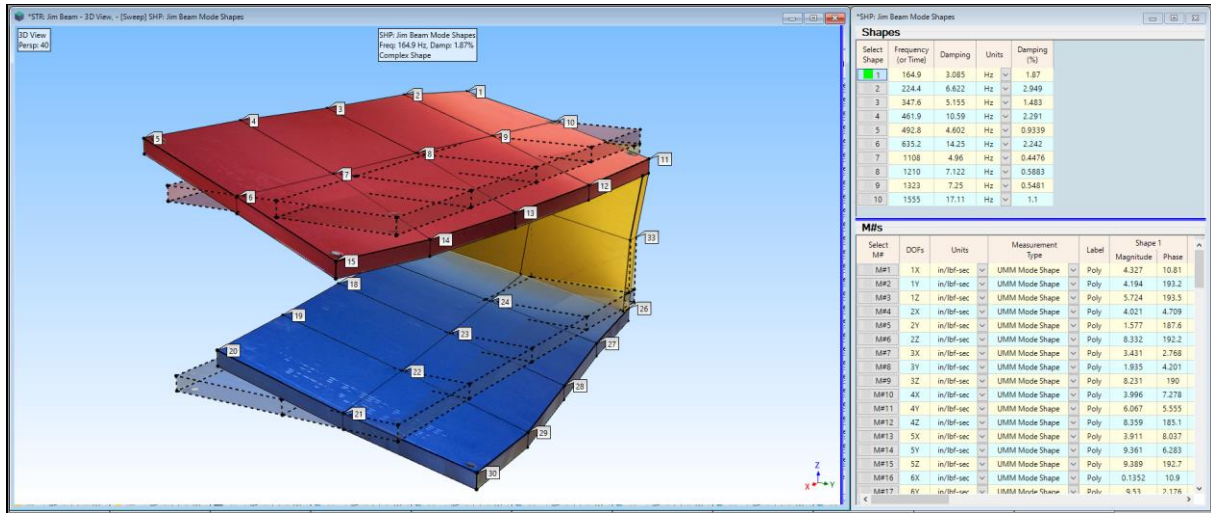 *STR: Jim Beam - 3D View, - [Sweep] SHP: Jim Beam Mode Shapes
3D View
Persp: 40
SHP: Jim Beam Mode Shapes
Freq: 164.9 Hz, Damp: 1.87%
Complex Shape
1
2
3
4
5
10
9
8
7
6
11
12
13
14
15
33
18
24
26
19
23
27
20
22
28
21
29
30
Z
X
Y
*SHP: Jim Beam Mode Shapes
Shapes
Select Shape Frequency (or Time) Damping Units Damping (%)
1 164.9 3.085 Hz 1.87
2 224.4 6.622 Hz 2.949
3 347.6 5.155 Hz 1.483
4 461.9 10.59 Hz 2.291
5 492.8 4.602 Hz 0.9339
6 635.2 14.25 Hz 2.242
7 1108 4.96 Hz 0.4476
8 1210 7.122 Hz 0.5883
9 1323 7.25 Hz 0.5481
10 1555 17.11 Hz 1.1
M#s
Select M# DOFs Units Measurement Type Label Shape 1
Magnitude Phase
M#1 1X in/lbf-sec UMM Mode Shape Poly 4.327 10.81
M#2 1Y in/lbf-sec UMM Mode Shape Poly 4.194 193.2
M#3 1Z in/lbf-sec UMM Mode Shape Poly 5.724 193.5
M#4 2X in/lbf-sec UMM Mode Shape Poly 4.021 4.709
M#5 2Y in/lbf-sec UMM Mode Shape Poly 1.577 187.6
M#6 2Z in/lbf-sec UMM Mode Shape Poly 8.332 192.2
M#7 3X in/lbf-sec UMM Mode Shape Poly 3.431 2.768
M#8 3Y in/lbf-sec UMM Mode Shape Poly 1.935 4.201
M#9 3Z in/lbf-sec UMM Mode Shape Poly 8.231 190
M#10 4X in/lbf-sec UMM Mode Shape Poly 3.996 7.278
M#11 4Y in/lbf-sec UMM Mode Shape Poly 6.067 5.555
M#12 4Z in/lbf-sec UMM Mode Shape Poly 8.359 185.1
M#13 5X in/lbf-sec UMM Mode Shape Poly 3.911 8.037
M#14 5Y in/lbf-sec UMM Mode Shape Poly 9.361 6.283
M#15 5Z in/lbf-sec UMM Mode Shape Poly 9.389 192.7
M#16 6X in/lbf-sec UMM Mode Shape Poly 0.1352 10.9
M#17 6Y in/lbf-sec UMM Mode Shape Poly 9.53 2.176